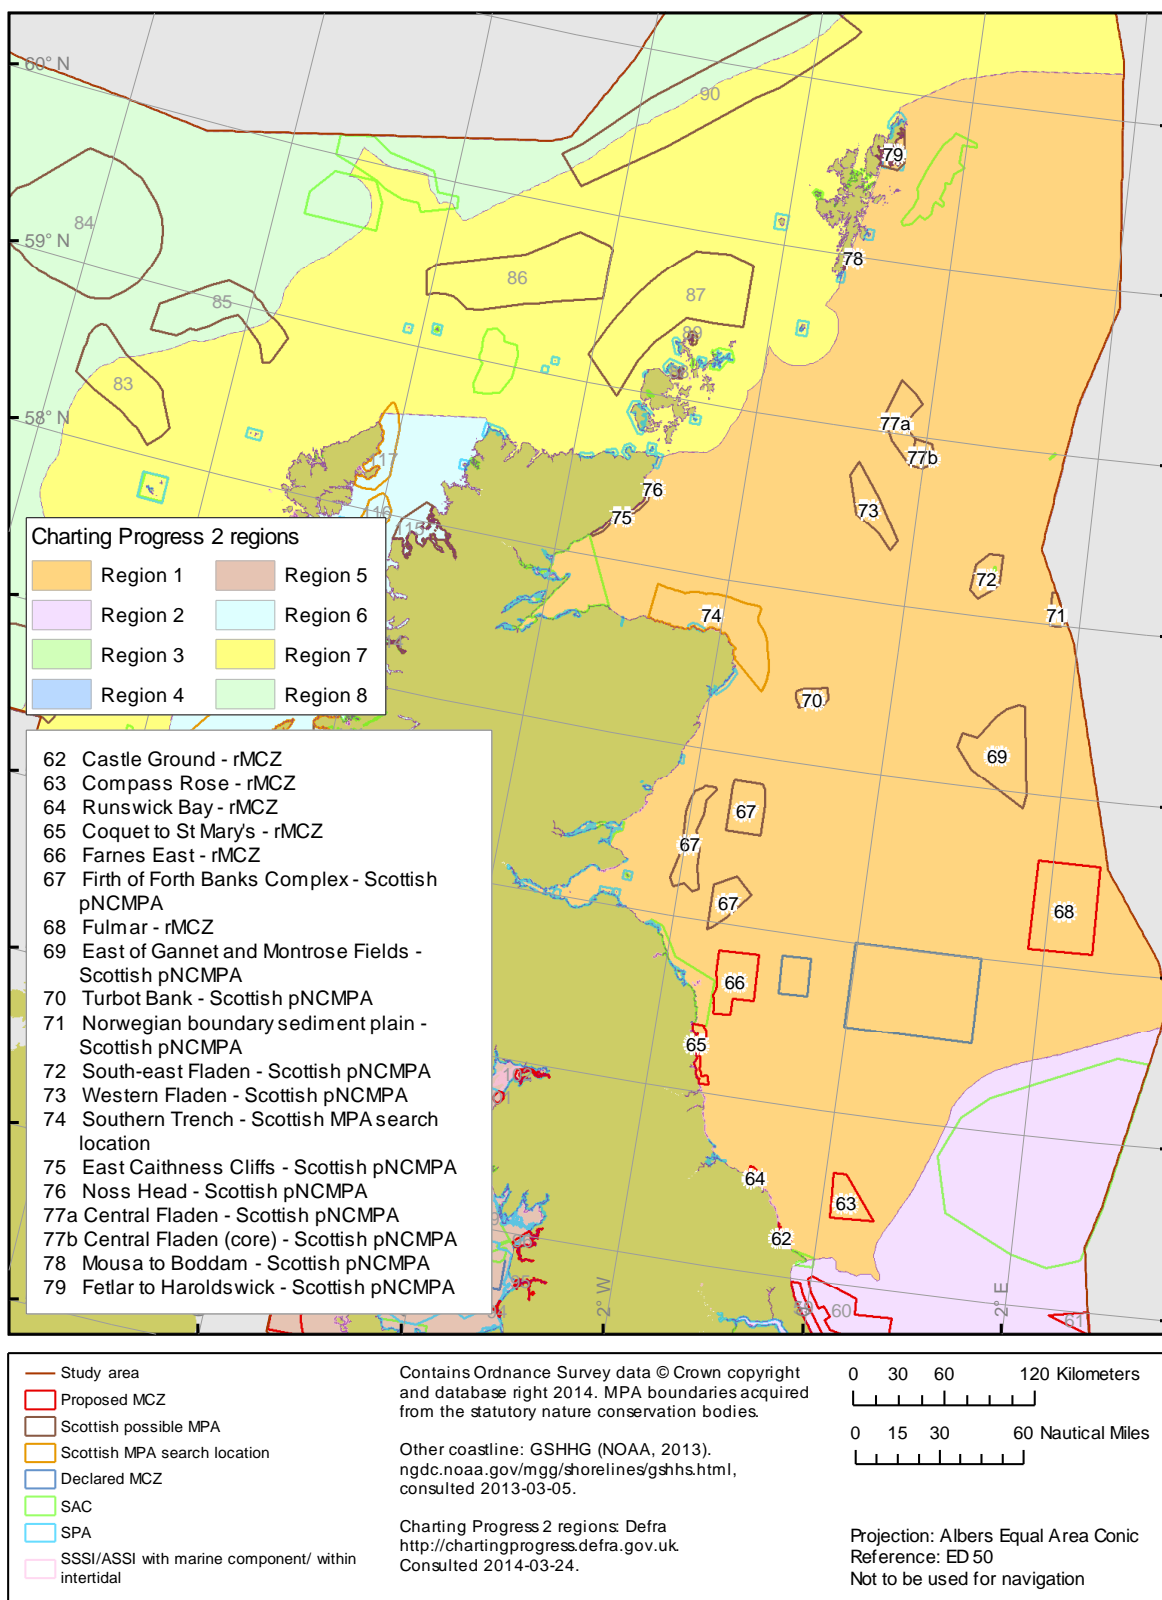 60° N
59° N
58° N
90
79
84
78
86
87
85
89
83
77a
77b
117
76
73
116
75
115
72
71
74
70
69
67
67
67
68
66
65
64
63
62
60
61
2° W
2° E
Charting Progress 2 regions
Region 1
Region 5
Region 2
Region 6
Region 3
Region 7
Region 4
Region 8
62 Castle Ground - rMCZ
63 Compass Rose - rMCZ
64 Runswick Bay - rMCZ
65 Coquet to St Mary's - rMCZ
66 Farnes East - rMCZ
67 Firth of Forth Banks Complex - Scottish
pNCMPA
68 Fulmar - rMCZ
69 East of Gannet and Montrose Fields -
Scottish pNCMPA
70 Turbot Bank - Scottish pNCMPA
71 Norwegian boundary sediment plain -
Scottish pNCMPA
72 South-east Fladen - Scottish pNCMPA
73 Western Fladen - Scottish pNCMPA
74 Southern Trench - Scottish MPA search
location
75 East Caithness Cliffs - Scottish pNCMPA
76 Noss Head - Scottish pNCMPA
77a Central Fladen - Scottish pNCMPA
77b Central Fladen (core) - Scottish pNCMPA
78 Mousa to Boddam - Scottish pNCMPA
79 Fetlar to Haroldswick - Scottish pNCMPA
Study area
Proposed MCZ
Scottish possible MPA
Scottish MPA search location
Declared MCZ
SAC
SPA
SSSI/ASSI with marine component/ within
intertidal
Contains Ordnance Survey data © Crown copyright
and database right 2014. MPA boundaries acquired
from the statutory nature conservation bodies.
Other coastline: GSHHG (NOAA, 2013).
ngdc.noaa.gov/mgg/shorelines/gshhs.html,
consulted 2013-03-05.
Charting Progress 2 regions: Defra
http://chartingprogress.defra.gov.uk.
Consulted 2014-03-24.
0 30 60 120 Kilometers
0 15 30 60 Nautical Miles
Projection: Albers Equal Area Conic
Reference: ED50
Not to be used for navigation